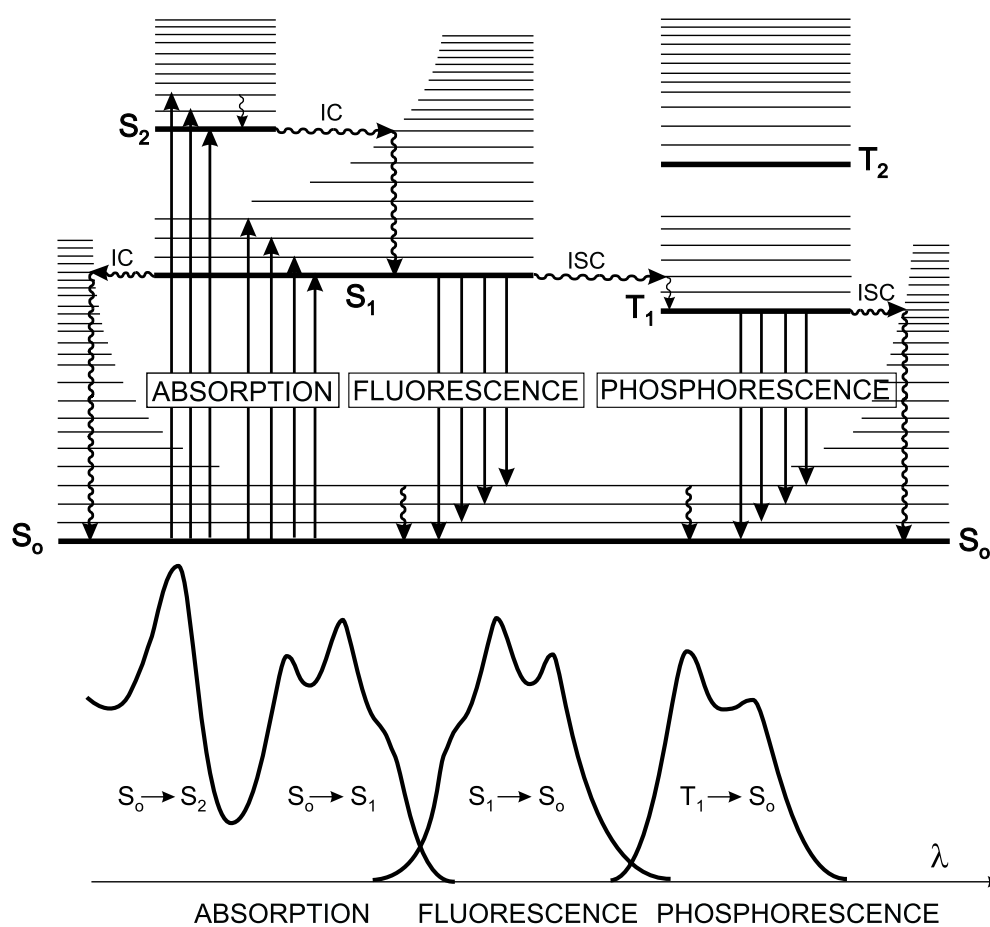 IC
S₂
T₂
IC
ISC
S₁
T₁
ISC
ABSORPTION
FLUORESCENCE
PHOSPHORESCENCE
Sₒ
Sₒ
Sₒ → S₂
Sₒ → S₁
S₁ → Sₒ
T₁ → Sₒ
λ
ABSORPTION
FLUORESCENCE
PHOSPHORESCENCE